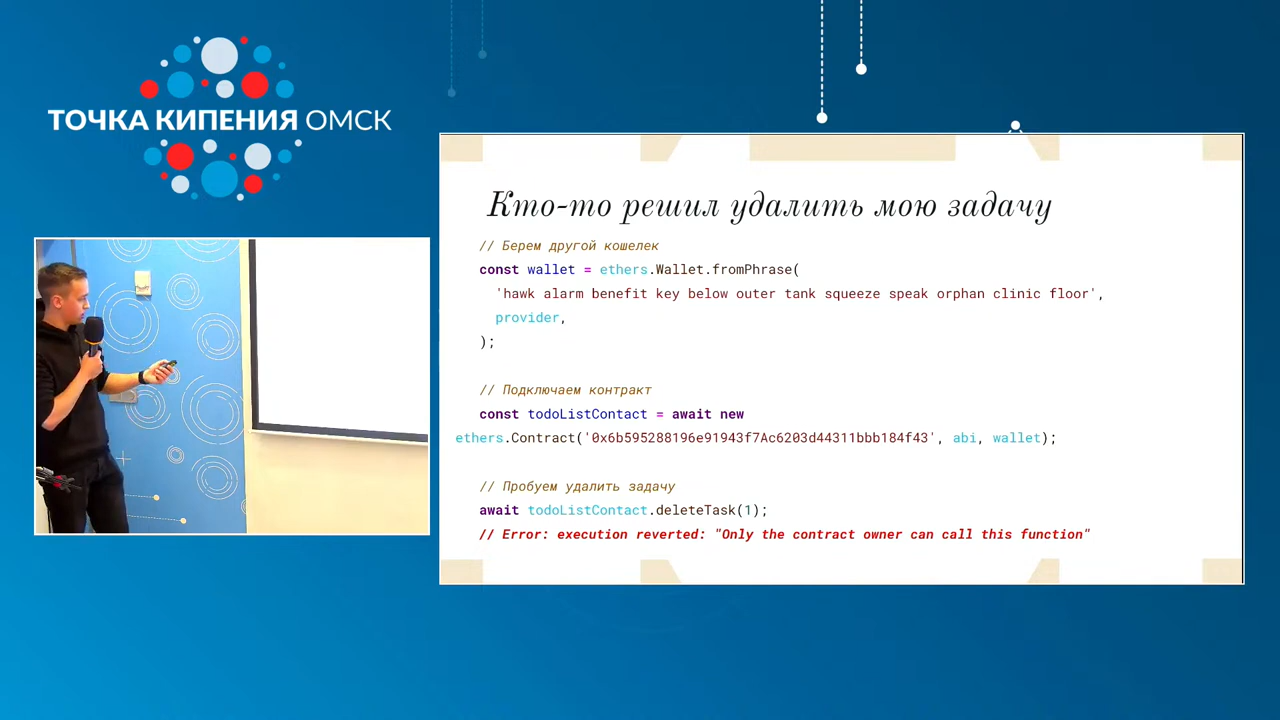 ТОЧКА КИПЕНИЯ ОМСК
Кто-то решил удалить мою задачу
// Берем другой кошелек
const wallet = ethers.Wallet.fromPhrase(
'hawk alarm benefit key below outer tank squeeze speak orphan clinic floor',
provider,
);
// Подключаем контракт
const todoListContact = await new
ethers.Contract('0x6b595288196e91943f7Ac6203d44311bbb184f43', abi, wallet);
// Пробуем удалить задачу
await todoListContact.deleteTask(1);
// Error: execution reverted: "Only the contract owner can call this function"